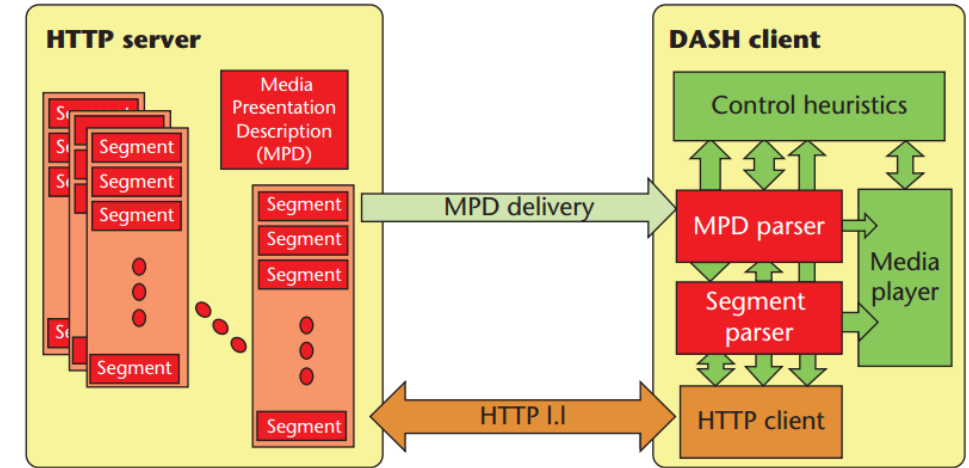 HTTP server
Media
Presentation
Description
(MPD)
Segment
Segment
Segment
Segment
Segment
Segment
Segment
Segment
MPD delivery
HTTP I.I
DASH client
Control heuristics
MPD parser
Segment
parser
Media
player
HTTP client